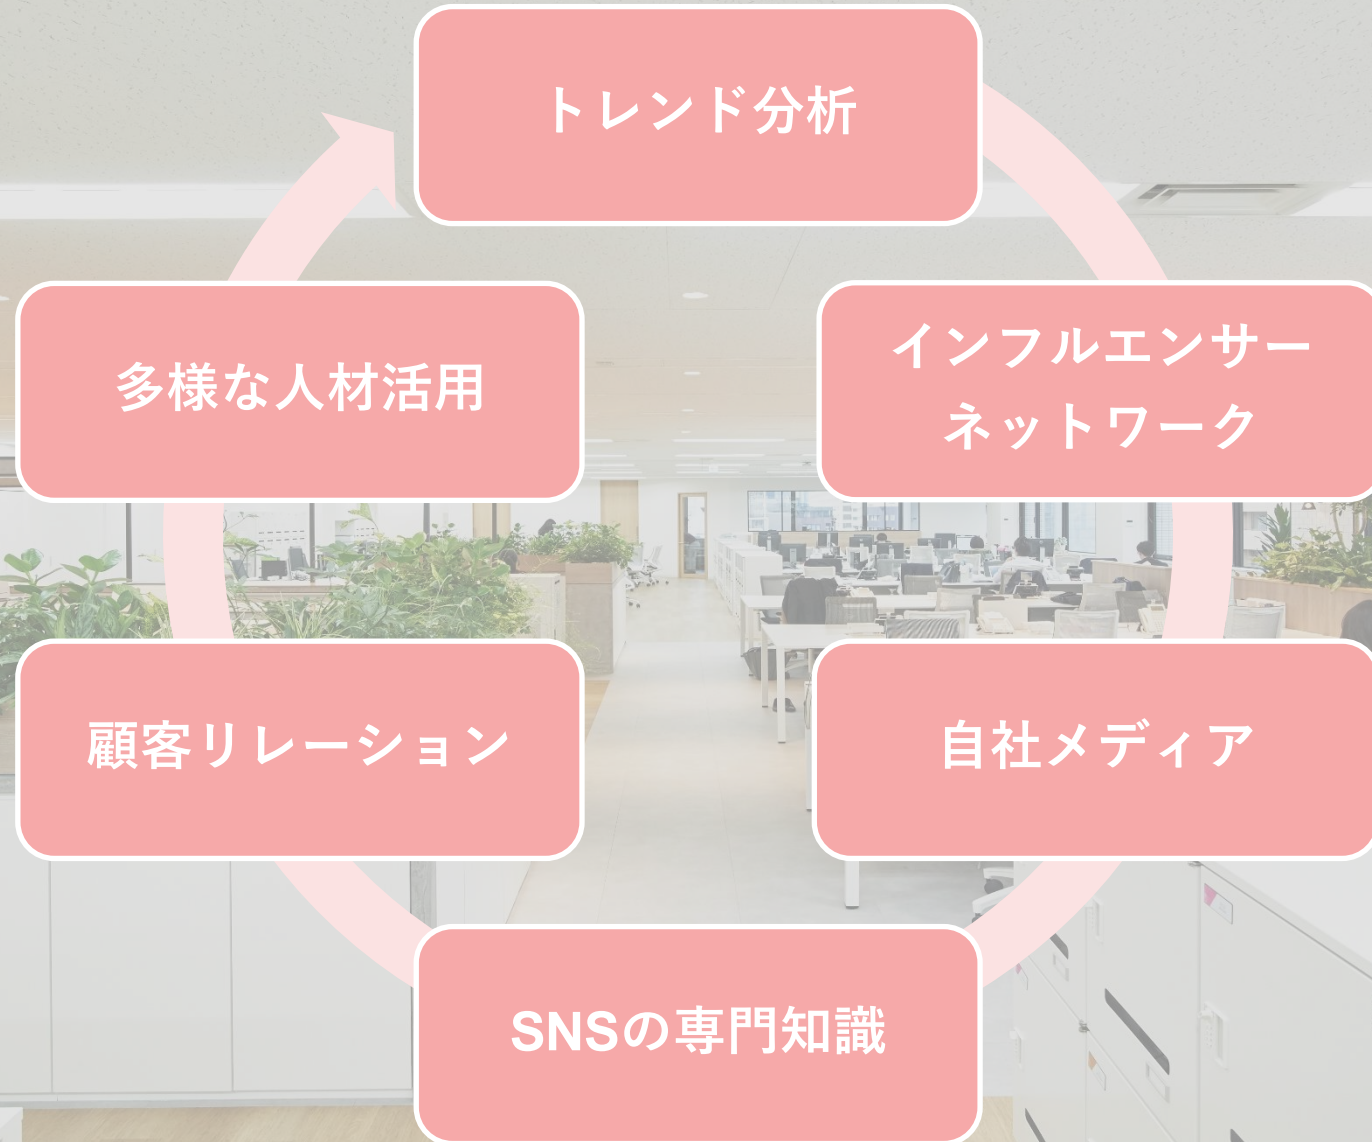 トレンド分析
インフルエンサー
ネットワーク
自社メディア
SNSの専門知識
顧客リレーション
多様な人材活用